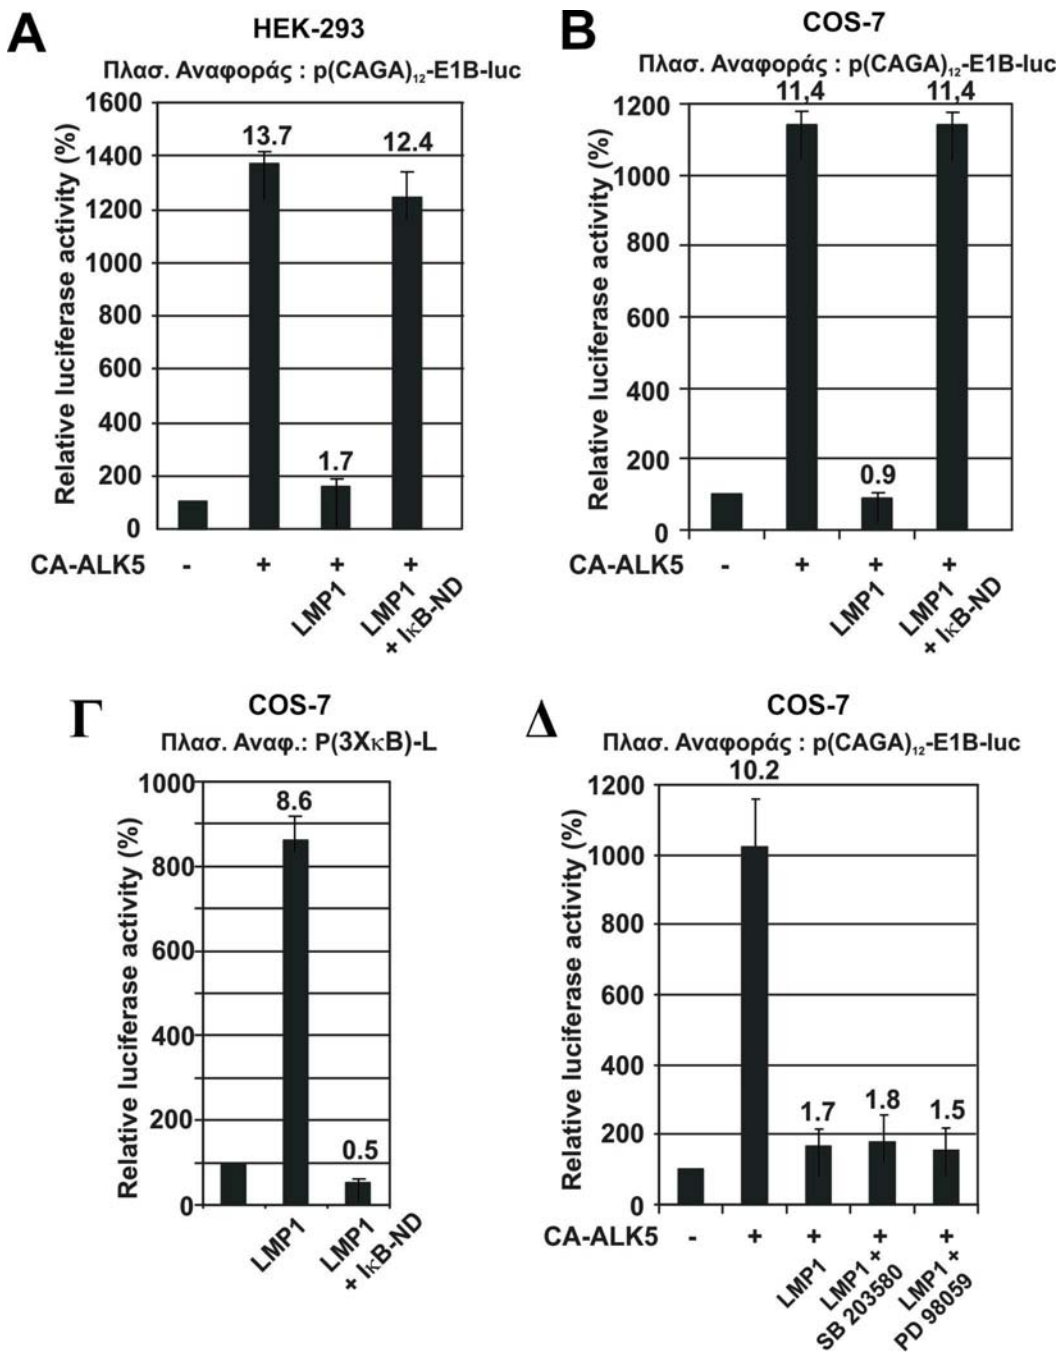 A
HEK-293
Πλασ. Αναφοράς : p(CAGA)₁₂-E1B-luc
Relative luciferase activity (%)
1600
1400
1200
1000
800
600
400
200
0
13.7
1.7
12.4
CA-ALK5 - + + +
LMP1
LMP1
+ IκB-ND
B
COS-7
Πλασ. Αναφοράς : p(CAGA)₁₂-E1B-luc
Relative luciferase activity (%)
1200
1000
800
600
400
200
0
11,4
0.9
11,4
CA-ALK5 - + + +
LMP1
LMP1
+ IκB-ND
Γ
COS-7
Πλασ. Αναφ.: P(3XκB)-L
Relative luciferase activity (%)
1000
800
600
400
200
0
8.6
0.5
LMP1
LMP1
+ IκB-ND
Δ
COS-7
Πλασ. Αναφοράς : p(CAGA)₁₂-E1B-luc
Relative luciferase activity (%)
1200
1000
800
600
400
200
0
10.2
1.7
1.8
1.5
CA-ALK5 - + + + +
LMP1
LMP1 +
SB 203580
LMP1 +
PD 98059